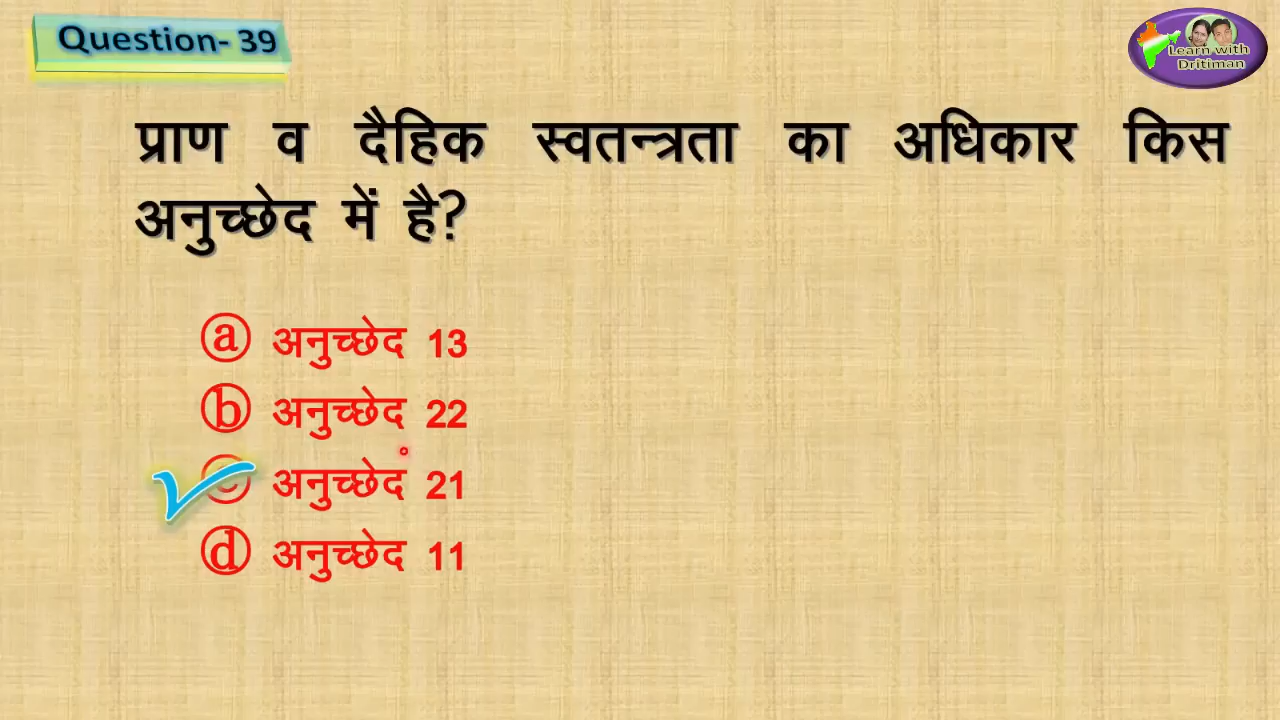 Question- 39
Learn with
Dritiman
प्राण व दैहिक स्वतन्त्रता का अधिकार किस
अनुच्छेद में है?
ⓐ अनुच्छेद 13
ⓑ अनुच्छेद 22
ⓒ अनुच्छेद 21
ⓓ अनुच्छेद 11